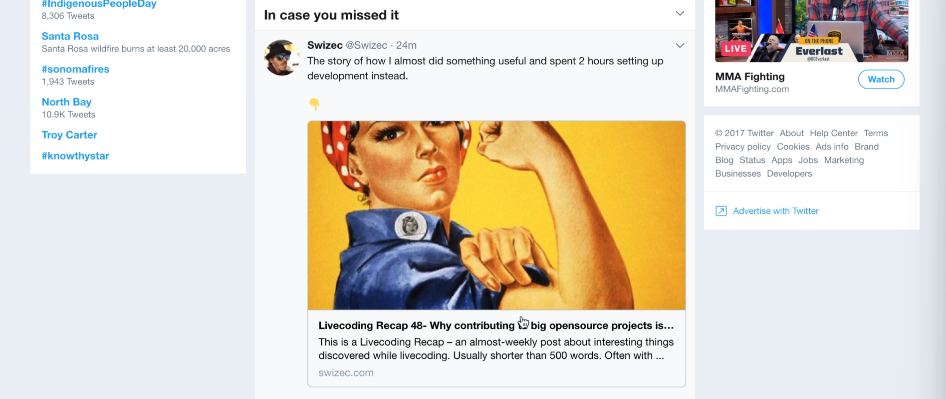 #IndigenousPeopleDay
8,306 Tweets
Santa Rosa
Santa Rosa wildfire burns at least 20,000 acres
#sonomafires
1,943 Tweets
North Bay
10.9K Tweets
Troy Carter
#knowthystar
In case you missed it
Swizec @Swizec · 24m
The story of how I almost did something useful and spent 2 hours setting up
development instead.
👇
Livecoding Recap 48- Why contributing big opensource projects is...
This is a Livecoding Recap – an almost-weekly post about interesting things
discovered while livecoding. Usually shorter than 500 words. Often with ...
swizec.com
LIVE
ON THE PHONE
Everlast
MMA Fighting
MMAFighting.com
Watch
© 2017 Twitter About Help Center Terms
Privacy policy Cookies Ads info Brand
Blog Status Apps Jobs Marketing
Businesses Developers
Advertise with Twitter